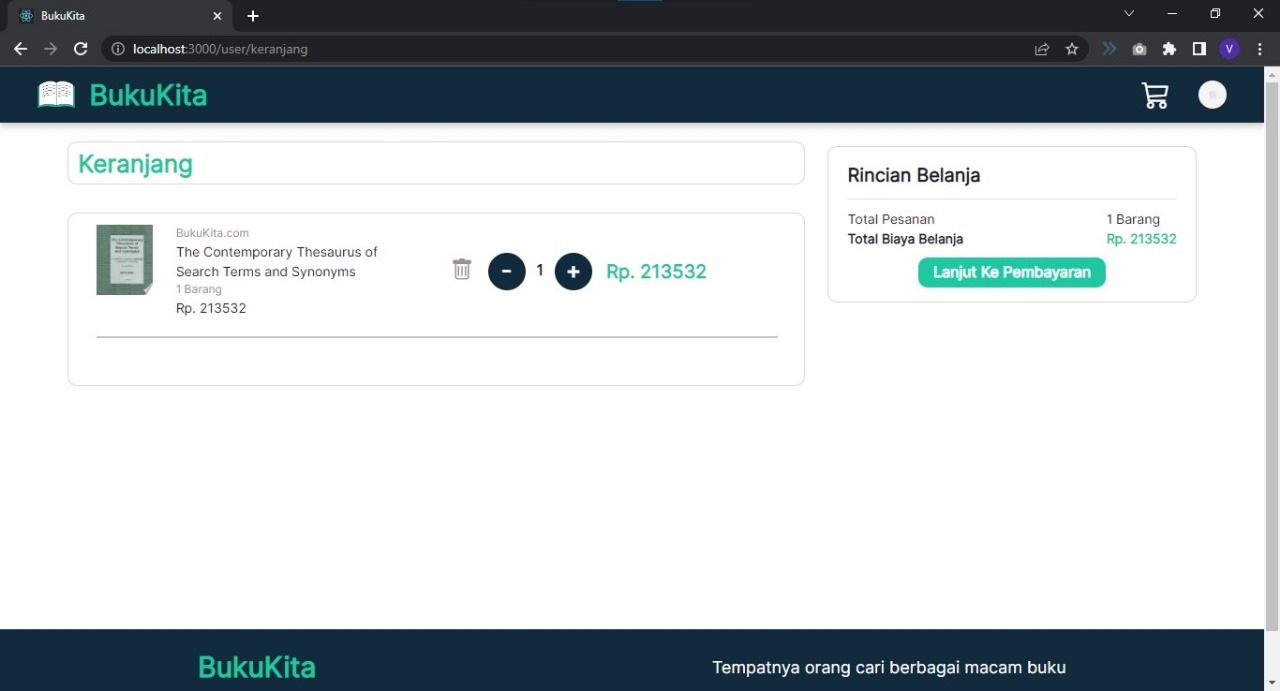 BukuKita
localhost:3000/user/keranjang
V
BukuKita
Keranjang
BukuKita.com
The Contemporary Thesaurus of
Search Terms and Synonyms
1 Barang
Rp. 213532
- 1 + Rp. 213532
Rincian Belanja
Total Pesanan 1 Barang
Total Biaya Belanja Rp. 213532
Lanjut Ke Pembayaran
BukuKita
Tempatnya orang cari berbagai macam buku